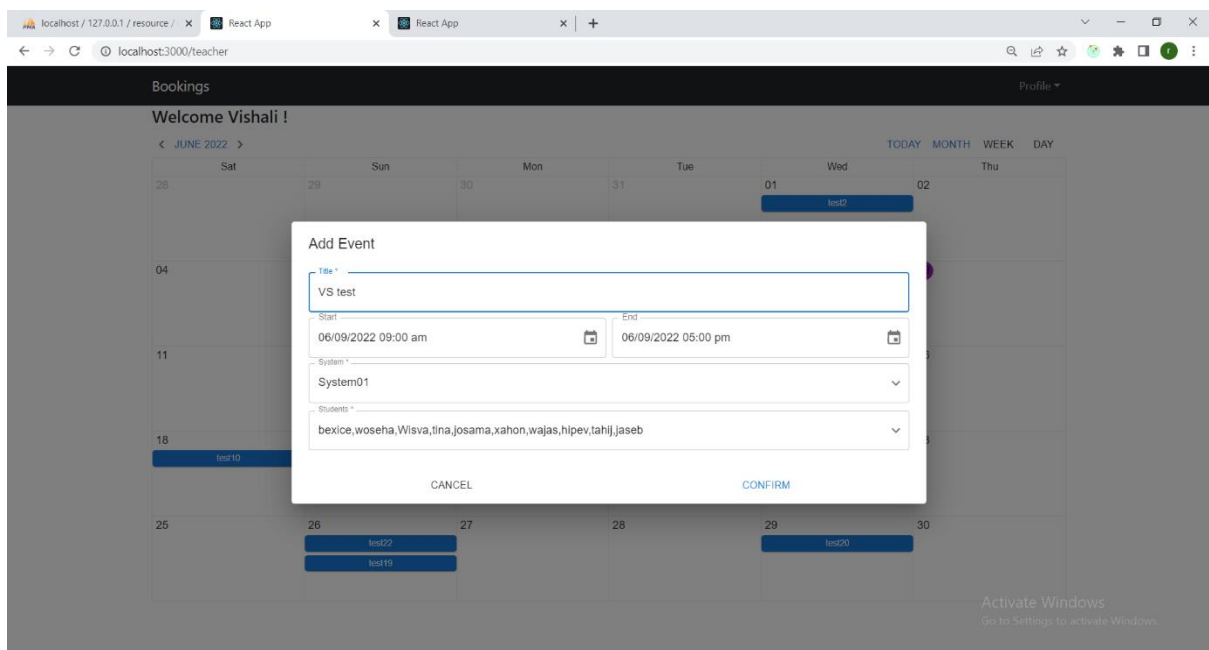 localhost / 127.0.0.1 / resource /
React App
React App
localhost:3000/teacher
Bookings
Profile
Welcome Vishali !
JUNE 2022
TODAY MONTH WEEK DAY
Sat Sun Mon Tue Wed Thu
28 29 30 31 01 02
test2
Add Event
04
Title *
VS test
Start End
06/09/2022 09:00 am 06/09/2022 05:00 pm
11
System *
System01
Students *
bexice,woseha,Wisva,tina,josama,xahon,wajas,hipev,tahij,jaseb
18
test10
CANCEL CONFIRM
25 26 27 28 29 30
test22 test20
test19
Activate Windows
Go to Settings to activate Windows.